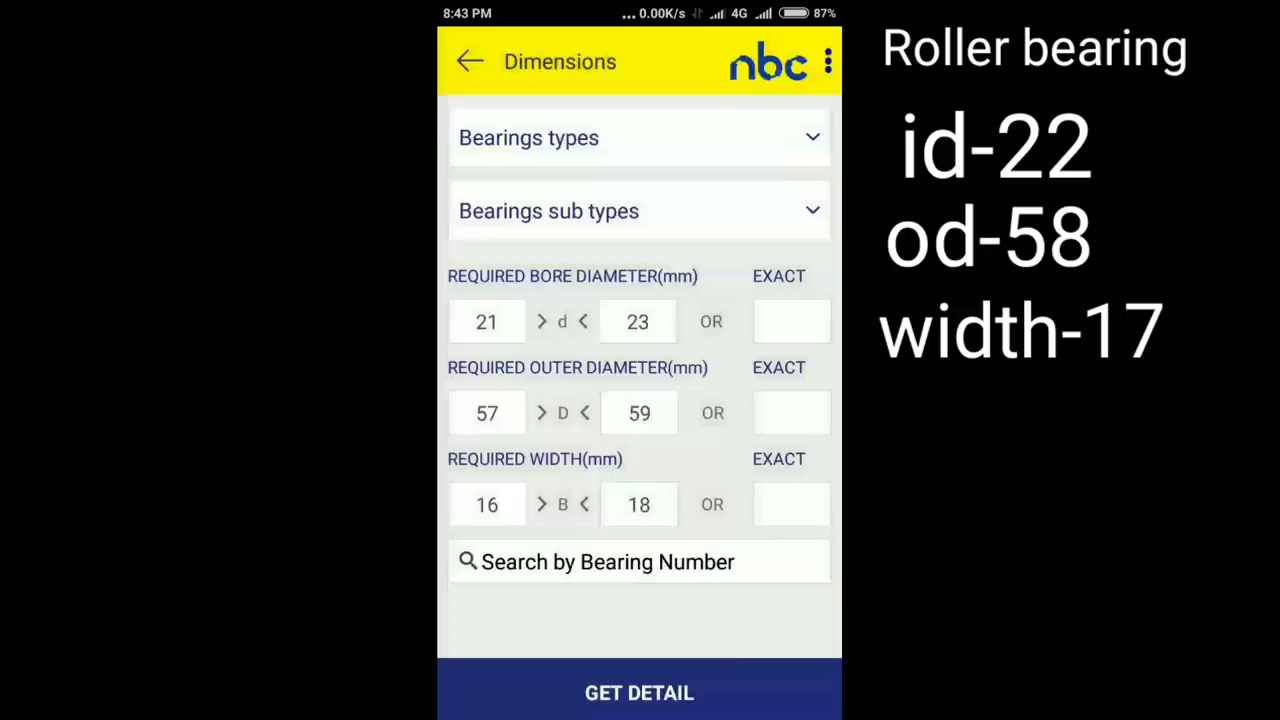 8:43 PM ... 0.00K/s 4G 87%
Dimensions nbc
Bearings types
Bearings sub types
REQUIRED BORE DIAMETER(mm) EXACT
21 > d < 23 OR
REQUIRED OUTER DIAMETER(mm) EXACT
57 > D < 59 OR
REQUIRED WIDTH(mm) EXACT
16 > B < 18 OR
Search by Bearing Number
GET DETAIL
Roller bearing
id-22
od-58
width-17